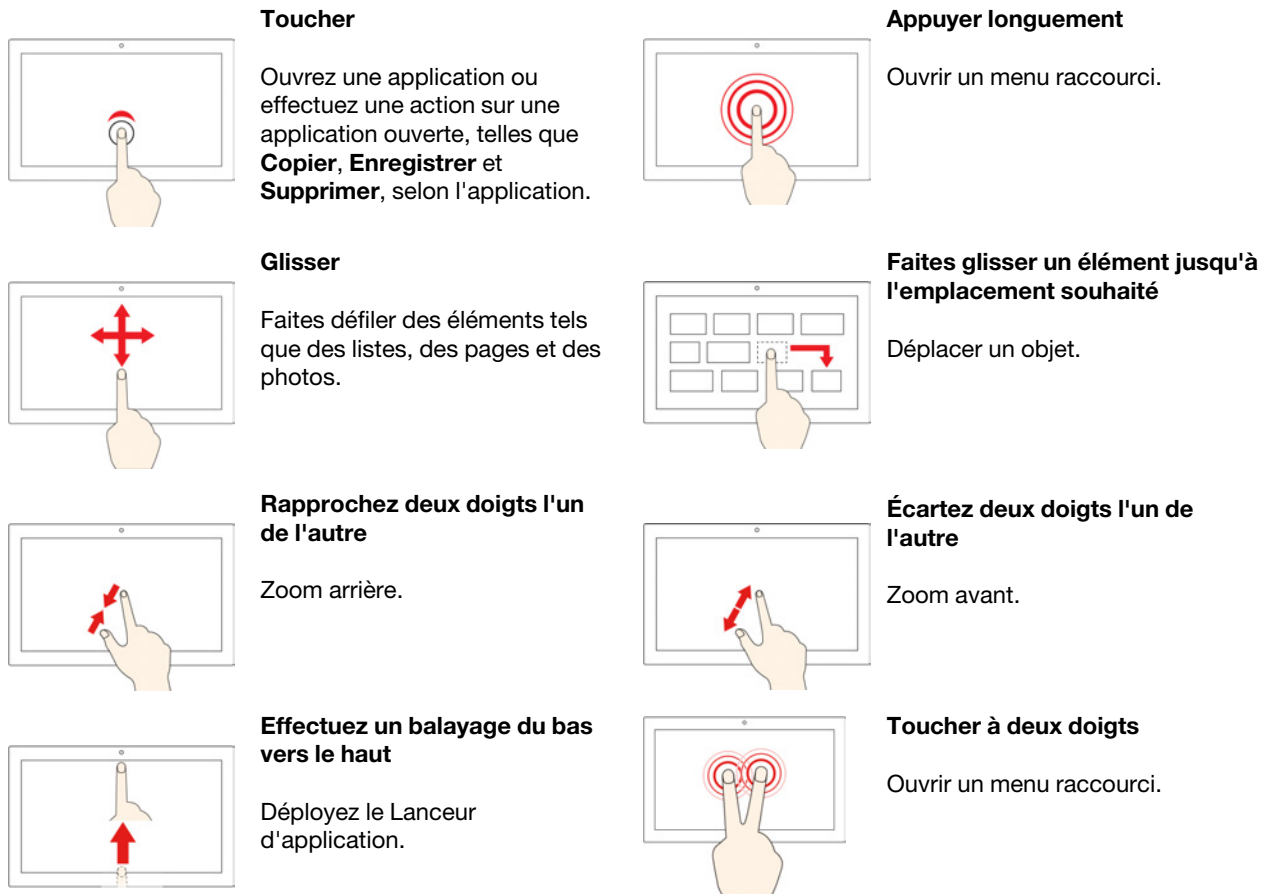 Toucher
Ouvrez une application ou
effectuez une action sur une
application ouverte, telles que
Copier, Enregistrer et
Supprimer, selon l'application.
Appuyer longuement
Ouvrir un menu raccourci.
Glisser
Faites défiler des éléments tels
que des listes, des pages et des
photos.
Faites glisser un élément jusqu'à
l'emplacement souhaité
Déplacer un objet.
Rapprochez deux doigts l'un
de l'autre
Zoom arrière.
Écartez deux doigts l'un de
l'autre
Zoom avant.
Effectuez un balayage du bas
vers le haut
Déployez le Lanceur
d'application.
Toucher à deux doigts
Ouvrir un menu raccourci.